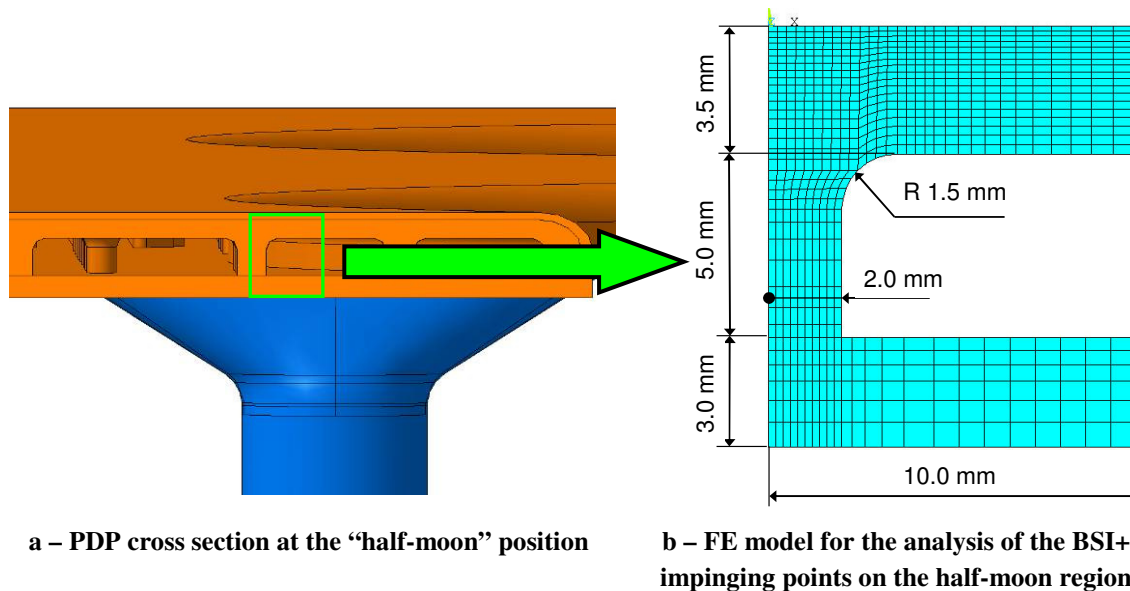 Z X
3.5 mm
5.0 mm
3.0 mm
R 1.5 mm
2.0 mm
10.0 mm
a – PDP cross section at the “half-moon” position
b – FE model for the analysis of the BSI+
impinging points on the half-moon region